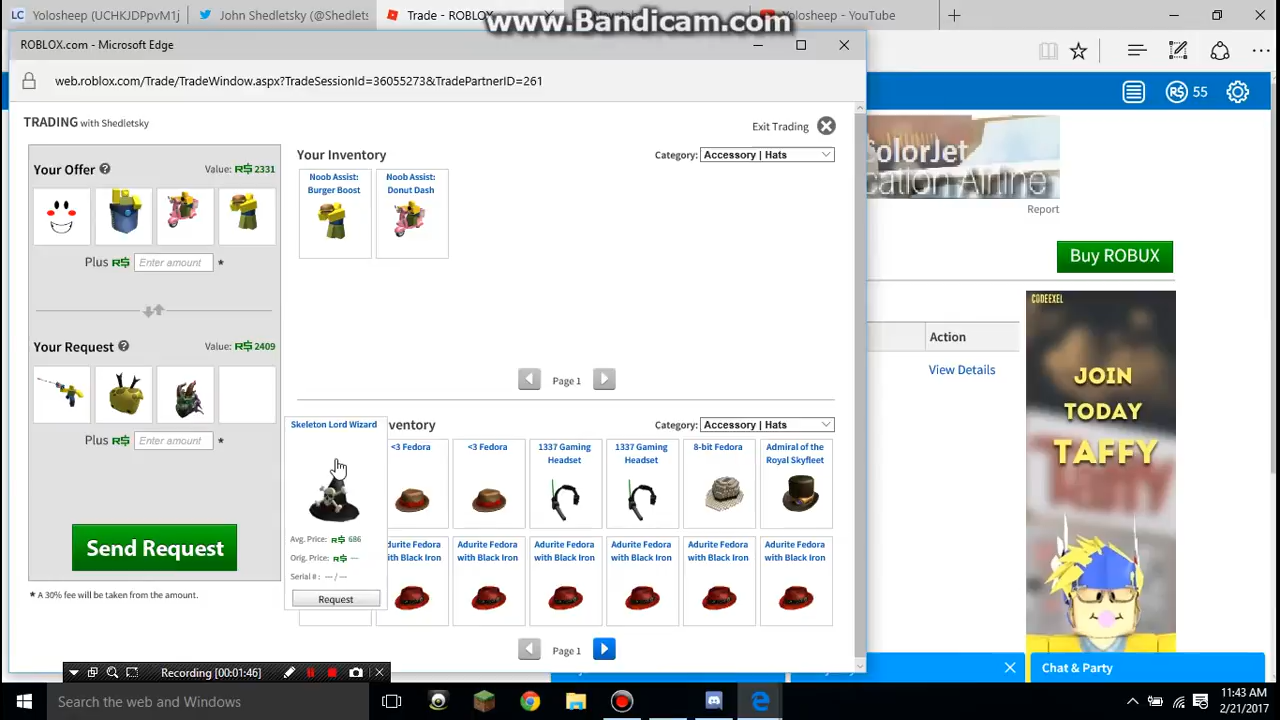 Yolosheep (UCHKJDPpvM1j
John Shedletsky (@Shedlets
Trade - ROBLOX
www.Bandicam.com
Yolosheep - YouTube
ROBLOX.com - Microsoft Edge
web.roblox.com/Trade/TradeWindow.aspx?TradeSessionId=36055273&TradePartnerID=261
R$ 55
TRADING with Shedletsky
Exit Trading
Your Offer
Value: R$ 2331
Your Inventory
Category: Accessory | Hats
Noob Assist: Burger Boost
Noob Assist: Donut Dash
Plus R$ Enter amount *
Your Request
Value: R$ 2409
Plus R$ Enter amount *
Page 1
Send Request
* A 30% fee will be taken from the amount.
Skeleton Lord Wizard
Avg. Price: R$ 686
Orig. Price: R$ ---
Serial #: --- / ---
Request
ventory
Category: Accessory | Hats
<3 Fedora
<3 Fedora
1337 Gaming Headset
1337 Gaming Headset
8-bit Fedora
Admiral of the Royal Skyfleet
durite Fedora with Black Iron
Adurite Fedora with Black Iron
Adurite Fedora with Black Iron
Adurite Fedora with Black Iron
Adurite Fedora with Black Iron
Adurite Fedora with Black Iron
Page 1
olorJet
cation Airline
Report
Buy ROBUX
Action
View Details
CODEEXEL
JOIN
TODAY
TAFFY
Chat & Party
Recording [00:01:46]
Search the web and Windows
11:43 AM
2/21/2017